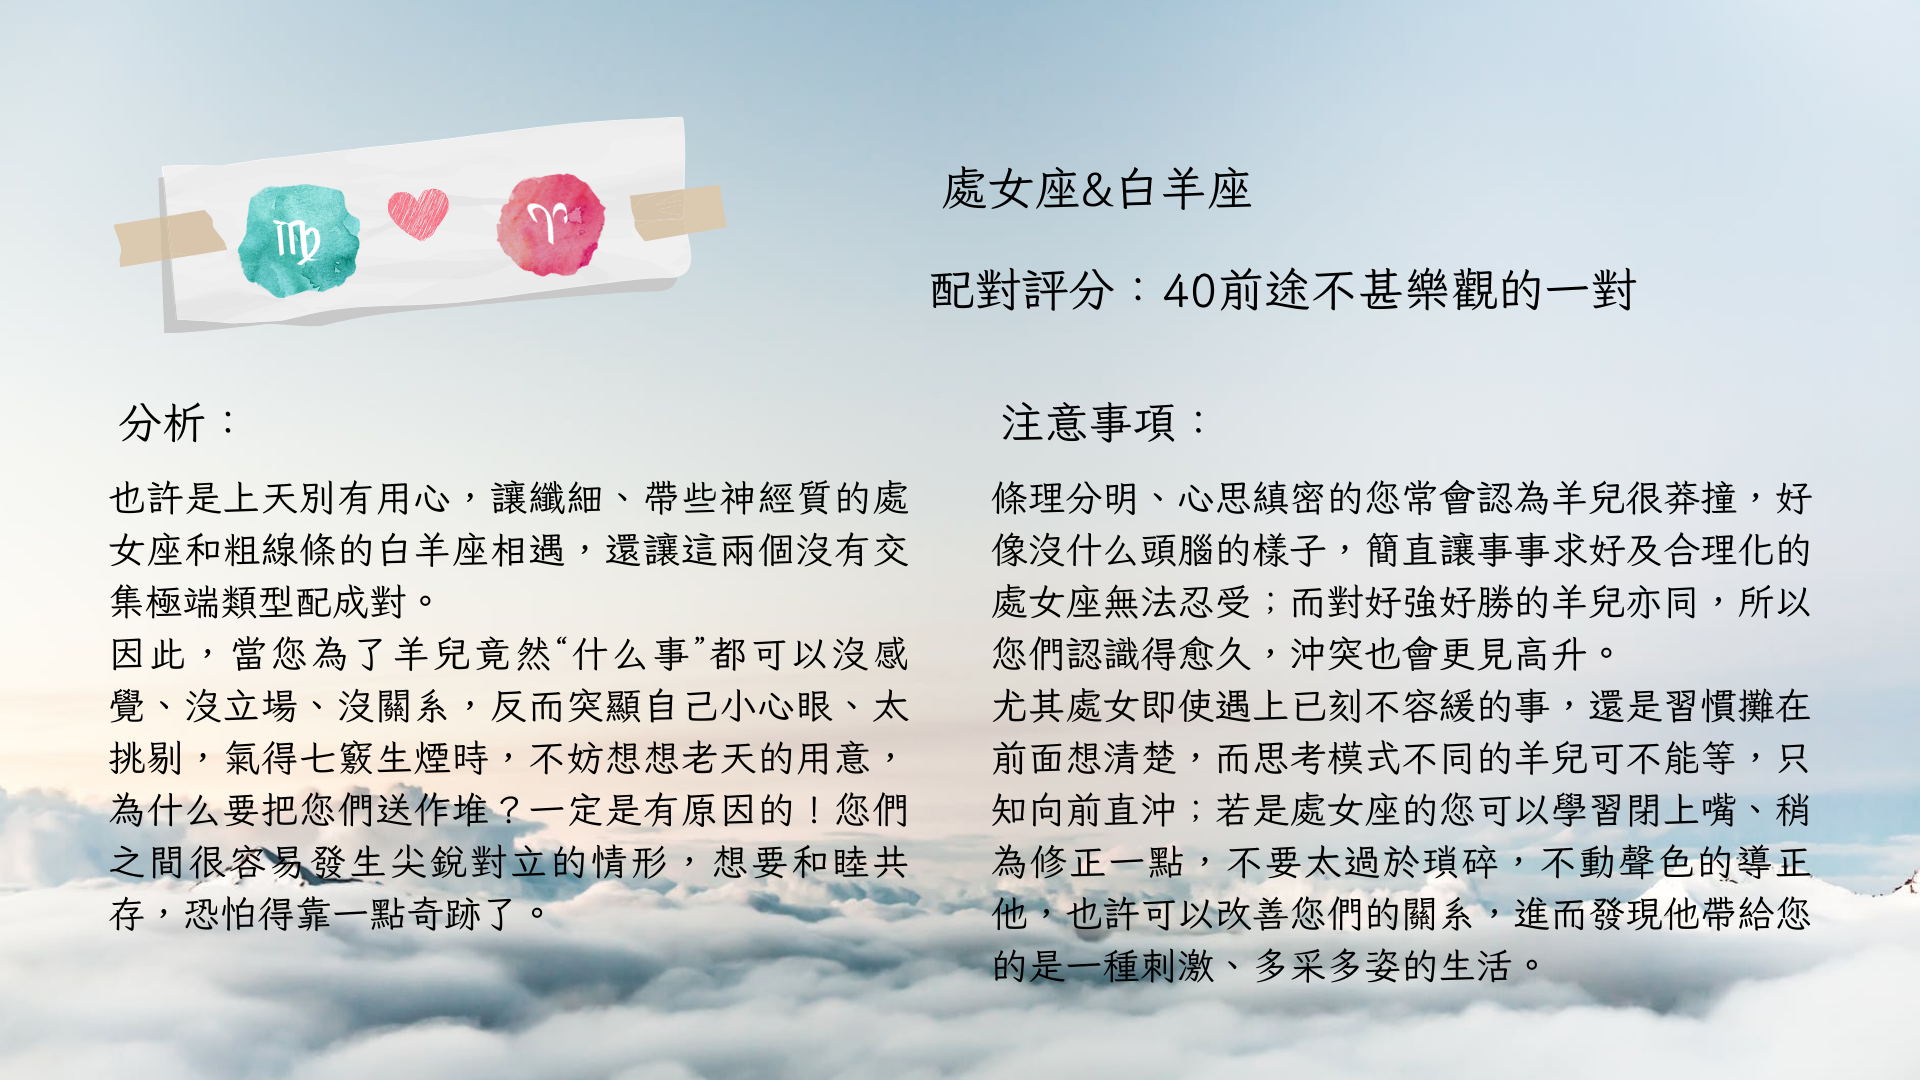 處女座&白羊座
配對評分：40前途不甚樂觀的一對
分析：
也許是上天別有用心，讓纖細、帶些神經質的處
女座和粗線條的白羊座相遇，還讓這兩個沒有交
集極端類型配成對。
因此，當您為了羊兒竟然“什么事”都可以沒感
覺、沒立場、沒關系，反而突顯自己小心眼、太
挑剔，氣得七竅生煙時，不妨想想老天的用意，
為什么要把您們送作堆？一定是有原因的！您們
之間很容易發生尖銳對立的情形，想要和睦共
存，恐怕得靠一點奇跡了。
注意事項：
條理分明、心思縝密的您常會認為羊兒很莽撞，好
像沒什么頭腦的樣子，簡直讓事事求好及合理化的
處女座無法忍受；而對好強好勝的羊兒亦同，所以
您們認識得愈久，沖突也會更見高升。
尤其處女即使遇上已刻不容緩的事，還是習慣攤在
前面想清楚，而思考模式不同的羊兒可不能等，只
知向前直沖；若是處女座的您可以學習閉上嘴、稍
為修正一點，不要太過於瑣碎，不動聲色的導正
他，也許可以改善您們的關系，進而發現他帶給您
的是一種刺激、多采多姿的生活。